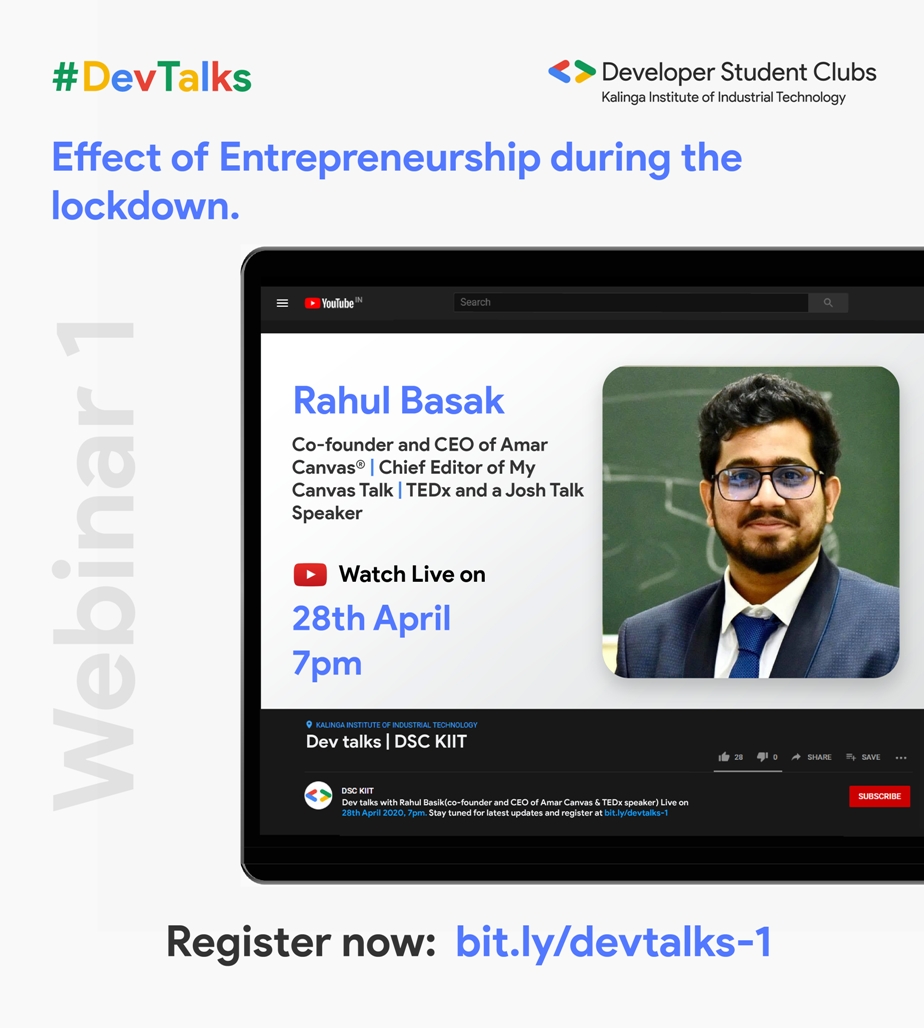 #DevTalks
Developer Student Clubs
Kalinga Institute of Industrial Technology
Effect of Entrepreneurship during the
lockdown.
Webinar 1
YouTube IN
Search
Rahul Basak
Co-founder and CEO of Amar
Canvas® | Chief Editor of My
Canvas Talk | TEDx and a Josh Talk
Speaker
Watch Live on
28th April
7pm
KALINGA INSTITUTE OF INDUSTRIAL TECHNOLOGY
Dev talks | DSC KIIT
28 0 SHARE SAVE
DSC KIIT
Dev talks with Rahul Basik(co-founder and CEO of Amar Canvas & TEDx speaker) Live on
28th April 2020, 7pm. Stay tuned for latest updates and register at bit.ly/devtalks-1
SUBSCRIBE
Register now: bit.ly/devtalks-1